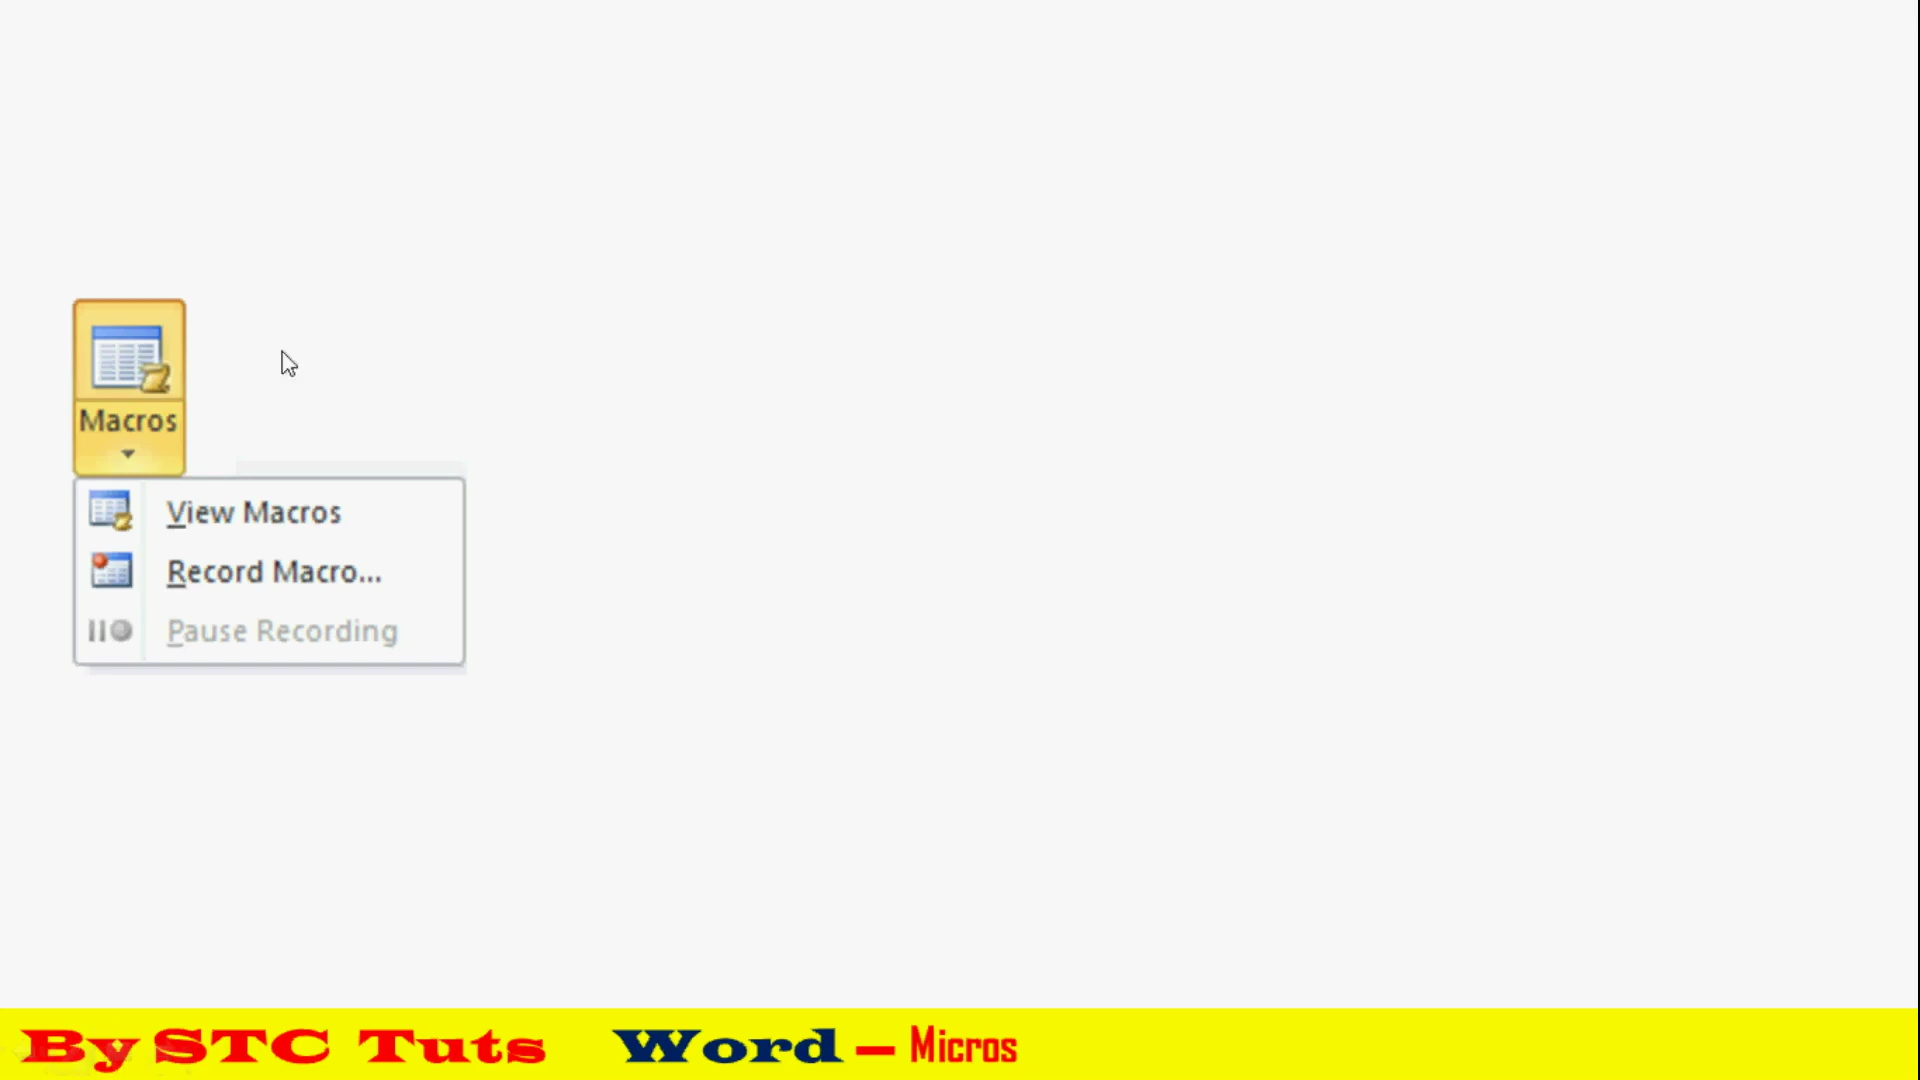 Macros
View Macros
Record Macro...
Pause Recording
By STC Tuts Word – Micros